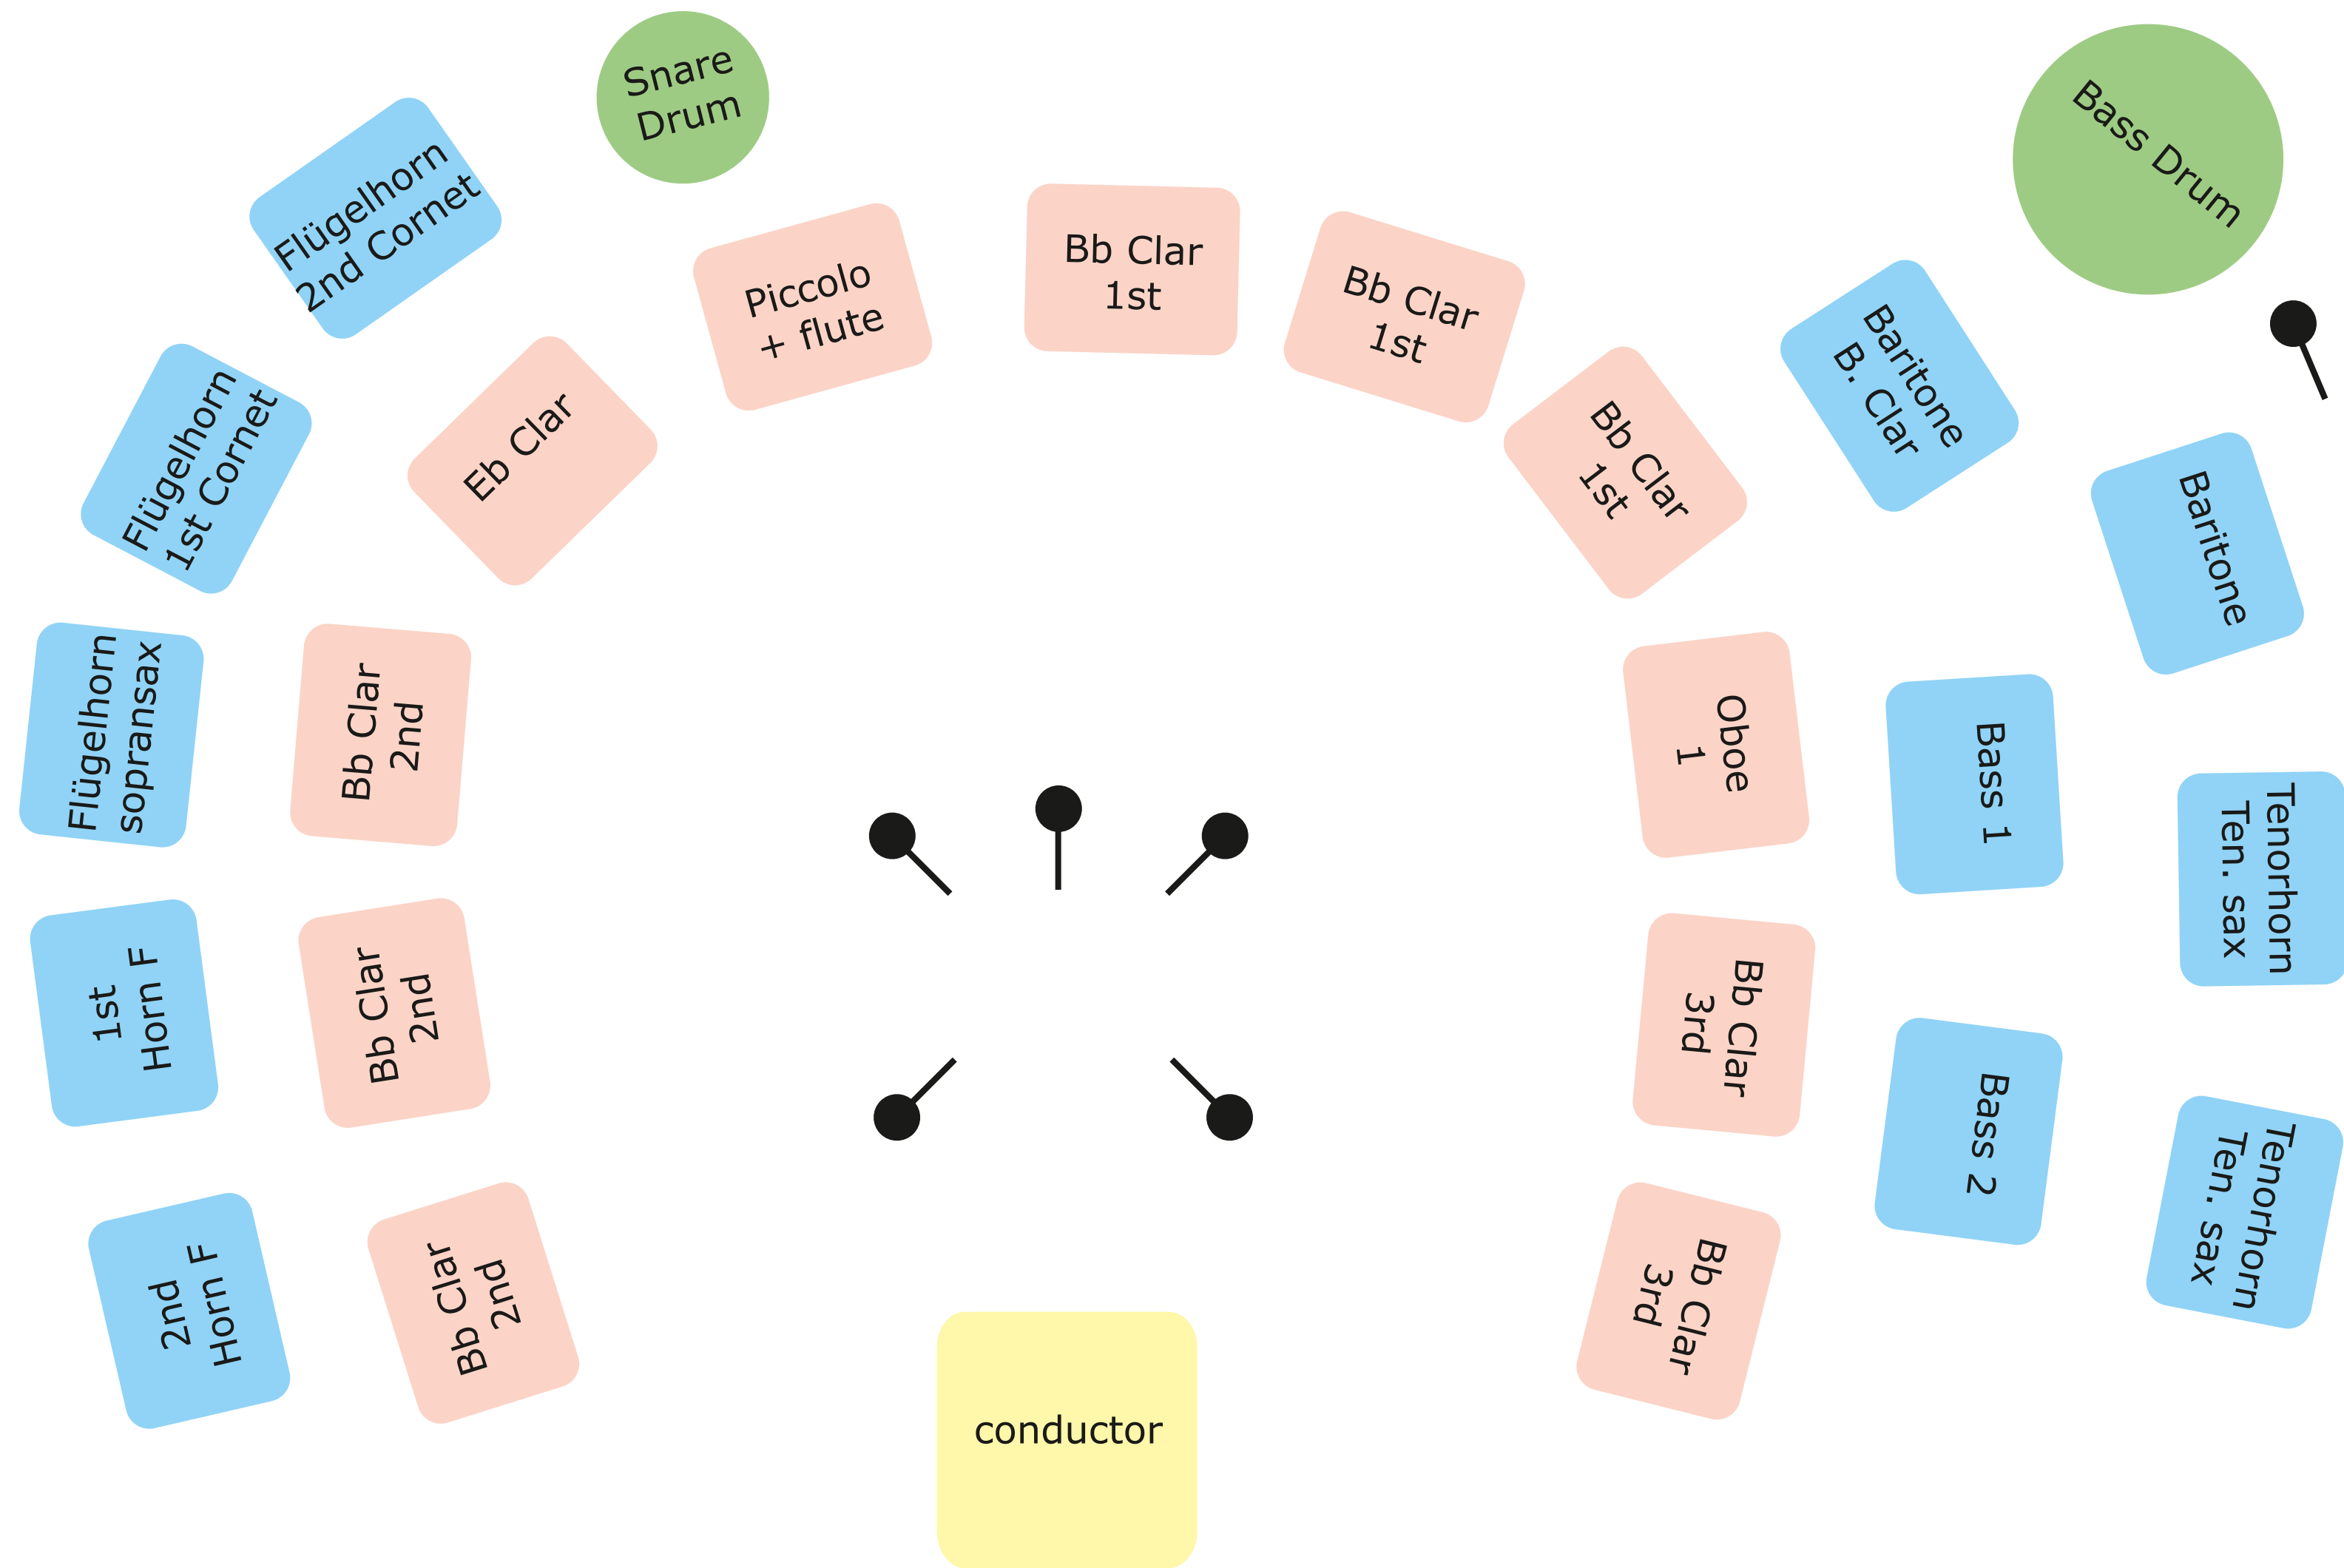 Snare
Drum
Bass Drum
Flügelhorn
2nd Cornet
Piccolo
+ flute
Bb Clar
1st
Bb Clar
1st
Baritone
B. Clar
Flügelhorn
1st Cornet
Eb Clar
Bb Clar
1st
Baritone
Flügelhorn
sopransax
Bb Clar
2nd
Oboe
1
Bass 1
Tenorhorn
Ten. sax
1st
Horn F
Bb Clar
2nd
Bb Clar
3rd
Bass 2
Tenorhorn
Ten. sax
2nd
Horn F
Bb Clar
2nd
Bb Clar
3rd
conductor